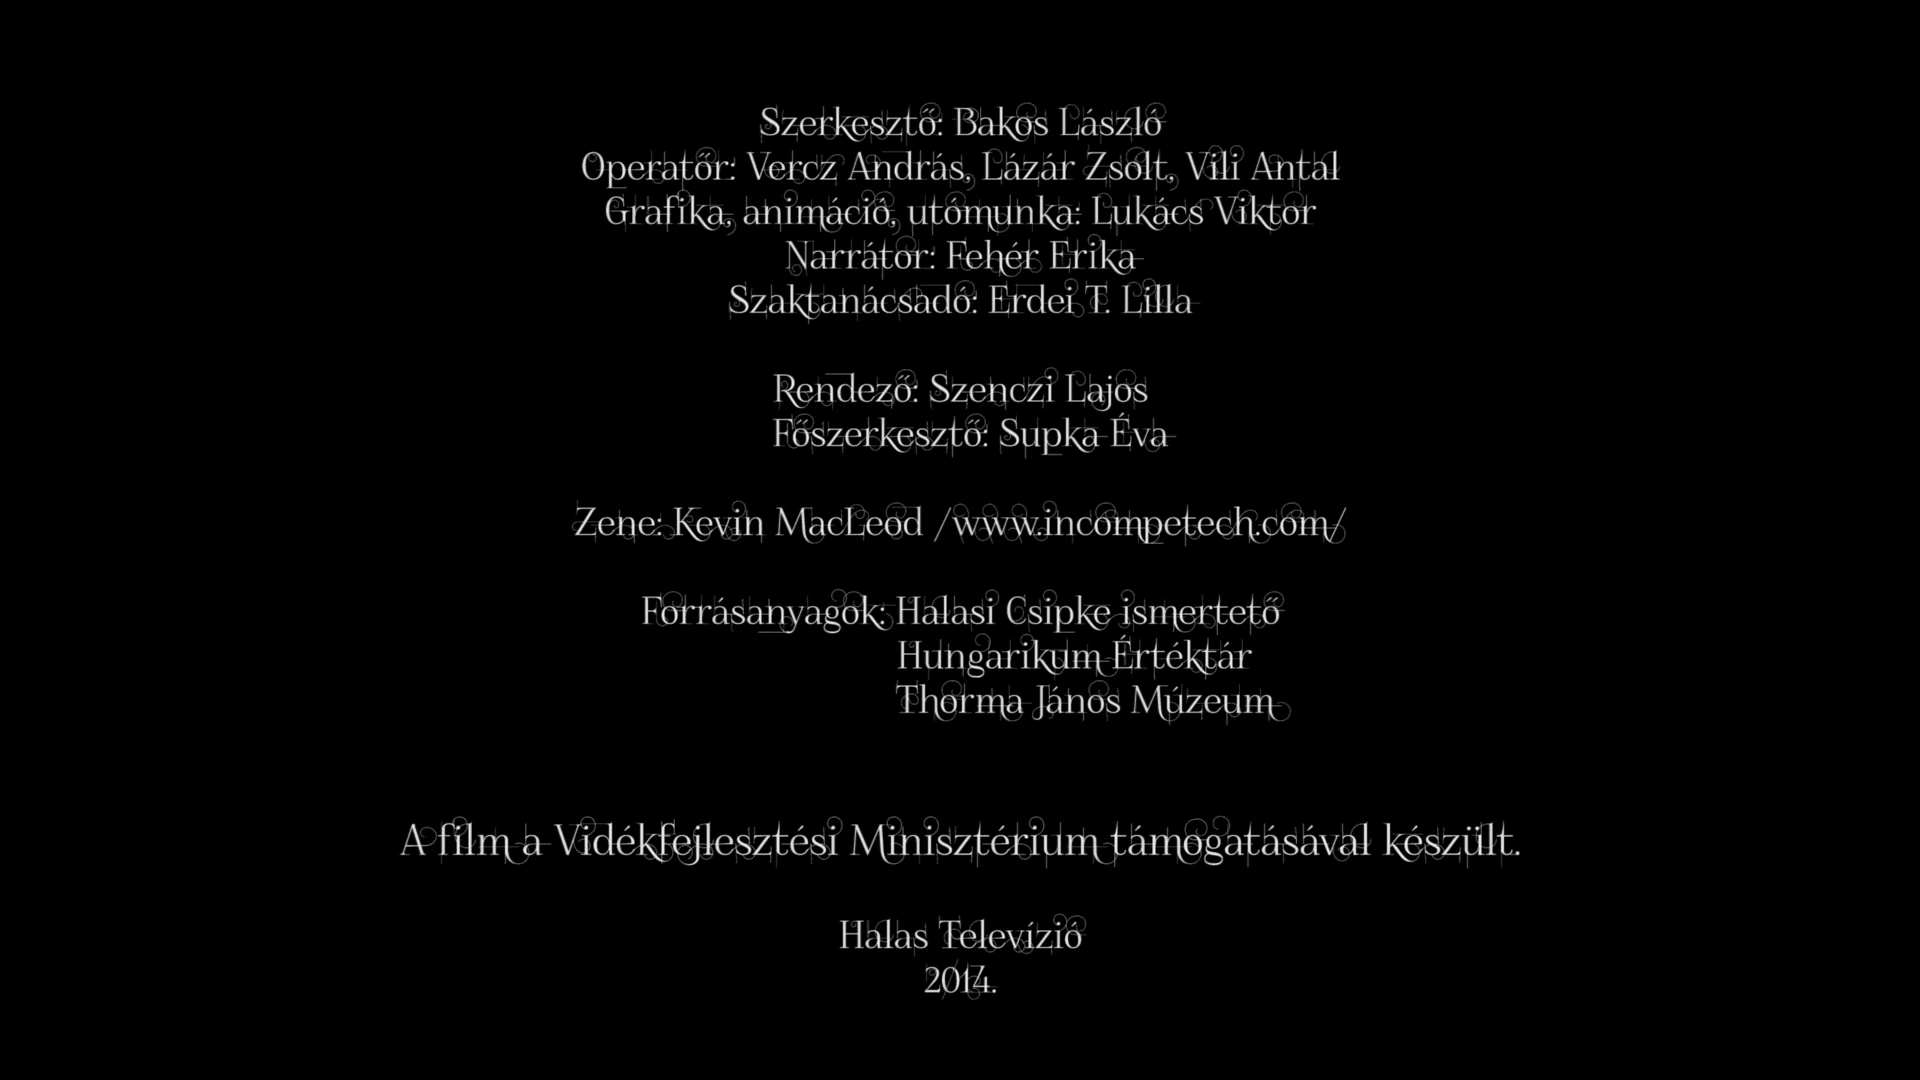 Szerkesztő: Bakos László
Operatőr: Vercz András, Lázár Zsolt, Vili Antal
Grafika, animáció, utómunka: Lukács Viktor
Narrátor: Fehér Erika
Szaktanácsadó: Erdei T. Lilla
Rendező: Szenczi Lajos
Főszerkesztő: Supka Éva
Zene: Kevin MacLeod /www.incompetech.com/
Forrásanyagok: Halasi Csipke ismertető
Hungarikum Értéktár
Thorma János Múzeum
A film a Vidékfejlesztési Minisztérium támogatásával készült.
Halas Televízió
2014.